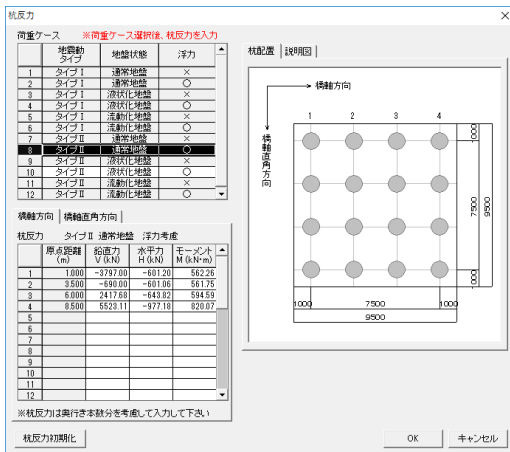 杭反力
荷重ケース ※荷重ケース選択後、杭反力を入力
地震動タイプ 地盤状態 浮力
1 タイプⅠ 通常地盤 ×
2 タイプⅠ 通常地盤 ○
3 タイプⅠ 液状化地盤 ×
4 タイプⅠ 液状化地盤 ○
5 タイプⅠ 流動化地盤 ×
6 タイプⅠ 流動化地盤 ○
7 タイプⅡ 通常地盤 ×
8 タイプⅡ 通常地盤 ○
9 タイプⅡ 液状化地盤 ×
10 タイプⅡ 液状化地盤 ○
11 タイプⅡ 流動化地盤 ×
12 タイプⅡ 流動化地盤 ○
橋軸方向 橋軸直角方向
杭反力 タイプⅡ 通常地盤 浮力考慮
原点距離(m) 鉛直力V(kN) 水平力H(kN) モーメントM(kN・m)
1 1.000 -3797.00 -601.20 562.26
2 3.500 -690.00 -601.06 561.75
3 6.000 2417.68 -643.82 594.59
4 8.500 5523.11 -977.18 820.07
5
6
7
8
9
10
11
12
※杭反力は奥行き本数分を考慮して入力して下さい
杭反力初期化
杭配置 説明図
橋軸方向
橋軸直角方向
1 2 3 4
1000
7500
9500
1000
1000 7500 1000
9500
OK キャンセル